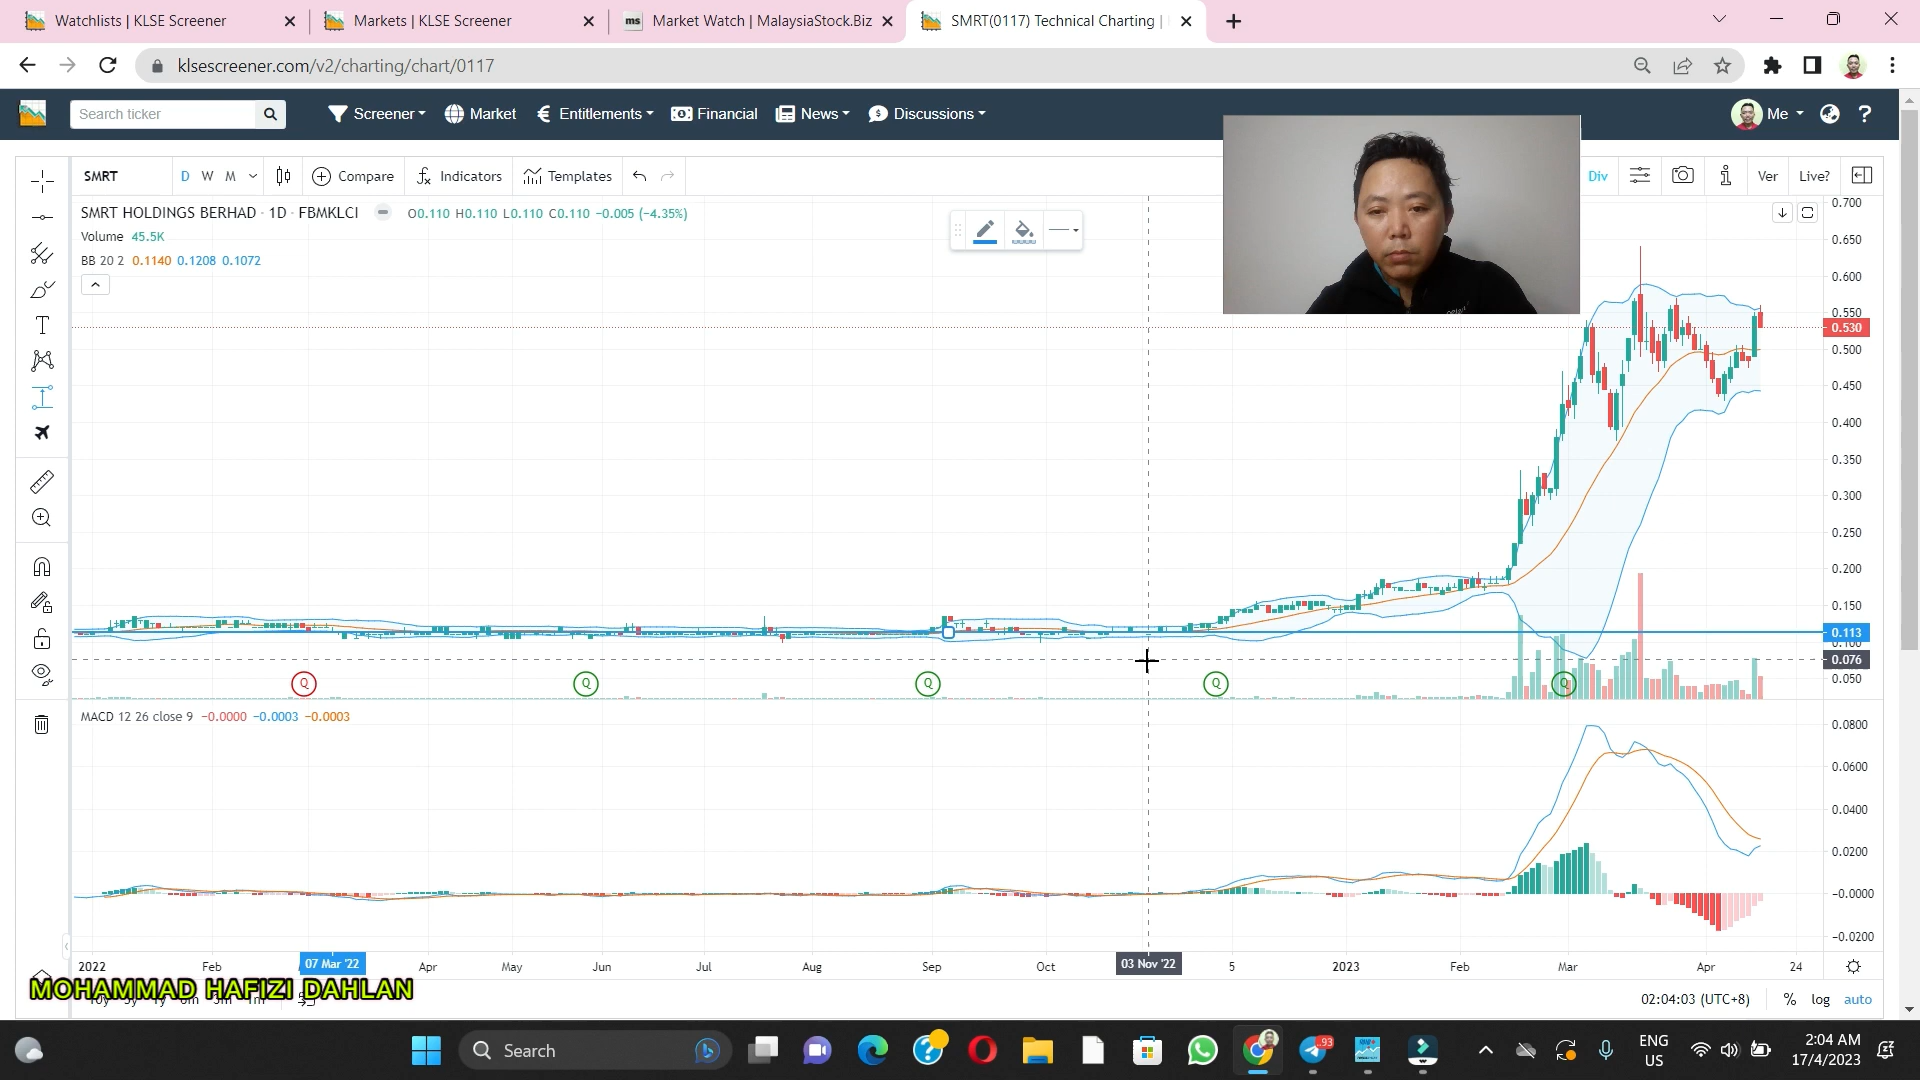 Watchlists | KLSE Screener
Markets | KLSE Screener
ms Market Watch | MalaysiaStock.Biz
SMRT(0117) Technical Charting |
klsescreener.com/v2/charting/chart/0117
Search ticker
Screener
Market
€ Entitlements
Financial
News
Discussions
Me
?
SMRT
D W M
Compare
Indicators
Templates
Div
Ver
Live?
SMRT HOLDINGS BERHAD · 1D · FBMKLCI
O0.110 H0.110 L0.110 C0.110 −0.005 (−4.35%)
Volume 45.5K
BB 20 2 0.1140 0.1208 0.1072
0.700
0.650
0.600
0.550
0.530
0.500
0.450
0.400
0.350
0.300
0.250
0.200
0.150
0.113
0.100
0.076
0.050
Q Q Q Q Q
MACD 12 26 close 9 −0.0000 −0.0003 −0.0003
0.0800
0.0600
0.0400
0.0200
−0.0000
−0.0200
2022 Feb 07 Mar '22 Apr May Jun Jul Aug Sep Oct 03 Nov '22 5 2023 Feb Mar Apr 24
MOHAMMAD HAFIZI DAHLAN
02:04:03 (UTC+8) % log auto
Search
.93
ENG
US
2:04 AM
17/4/2023